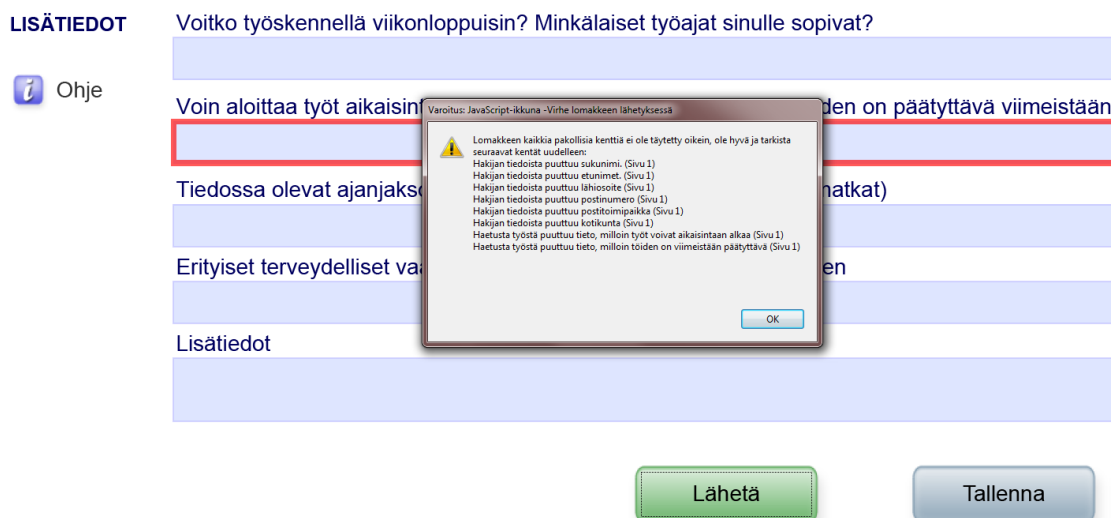 LISÄTIEDOT
Voitko työskennellä viikonloppuisin? Minkälaiset työajat sinulle sopivat?
Ohje
Voin aloittaa työt aikaisint den on päätyttävä viimeistään
Varoitus: JavaScript-ikkuna -Virhe lomakkeen lähetyksessä
Lomakkeen kaikkia pakollisia kenttiä ei ole täytetty oikein, ole hyvä ja tarkista
seuraavat kentät uudelleen:
Hakijan tiedoista puuttuu sukunimi. (Sivu 1)
Hakijan tiedoista puuttuu etunimet. (Sivu 1)
Hakijan tiedoista puuttuu lähiosoite (Sivu 1)
Hakijan tiedoista puuttuu postinumero (Sivu 1)
Hakijan tiedoista puuttuu postitoimipaikka (Sivu 1)
Hakijan tiedoista puuttuu kotikunta (Sivu 1)
Haetusta työstä puuttuu tieto, milloin työt voivat aikaisintaan alkaa (Sivu 1)
Haetusta työstä puuttuu tieto, milloin töiden on viimeistään päätyttävä (Sivu 1)
OK
Tiedossa olevat ajanjakso natkat)
Erityiset terveydelliset vaa en
Lisätiedot
Lähetä
Tallenna